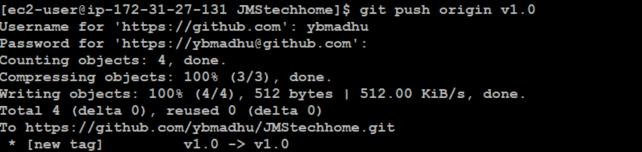 [ec2-user@ip-172-31-27-131 JMStechhome]$ git push origin v1.0
Username for 'https://github.com': ybmadhu
Password for 'https://ybmadhu@github.com':
Counting objects: 4, done.
Compressing objects: 100% (3/3), done.
Writing objects: 100% (4/4), 512 bytes | 512.00 KiB/s, done.
Total 4 (delta 0), reused 0 (delta 0)
To https://github.com/ybmadhu/JMStechhome.git
 * [new tag]         v1.0 -> v1.0